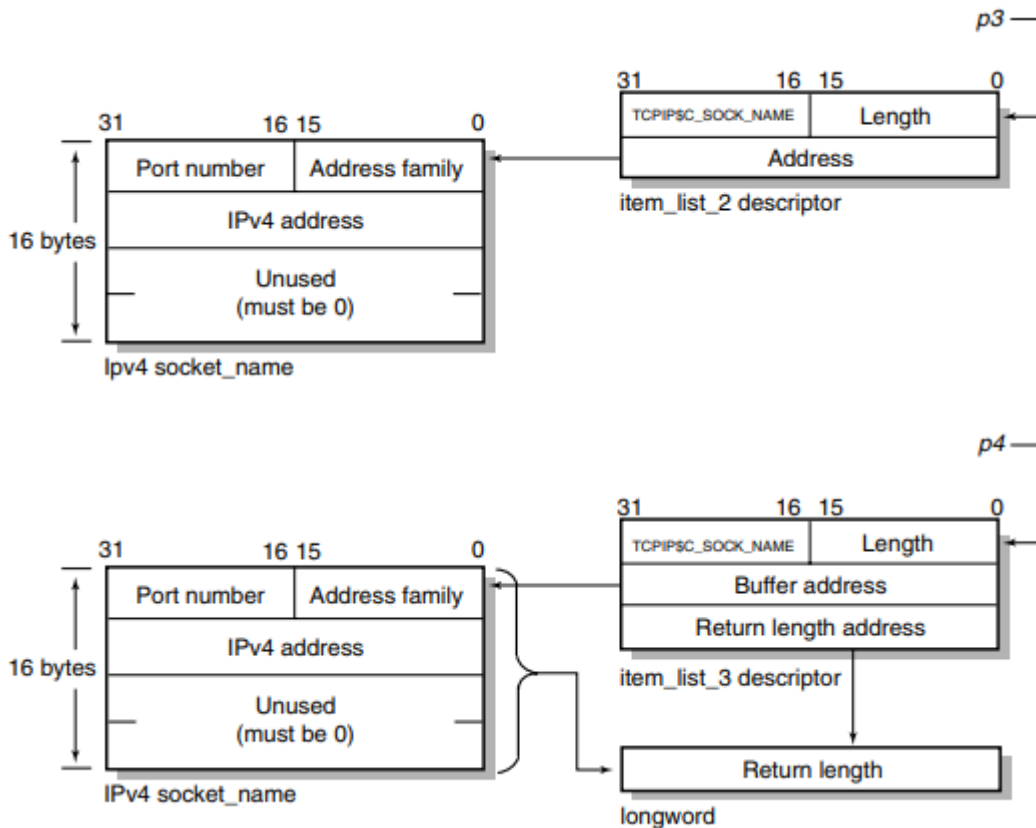 p3
31 16 15 0
TCPIP$C_SOCK_NAME Length
Address
item_list_2 descriptor
31 16 15 0
Port number Address family
IPv4 address
Unused
(must be 0)
16 bytes
Ipv4 socket_name
p4
31 16 15 0
TCPIP$C_SOCK_NAME Length
Buffer address
Return length address
item_list_3 descriptor
31 16 15 0
Port number Address family
IPv4 address
Unused
(must be 0)
16 bytes
IPv4 socket_name
Return length
longword